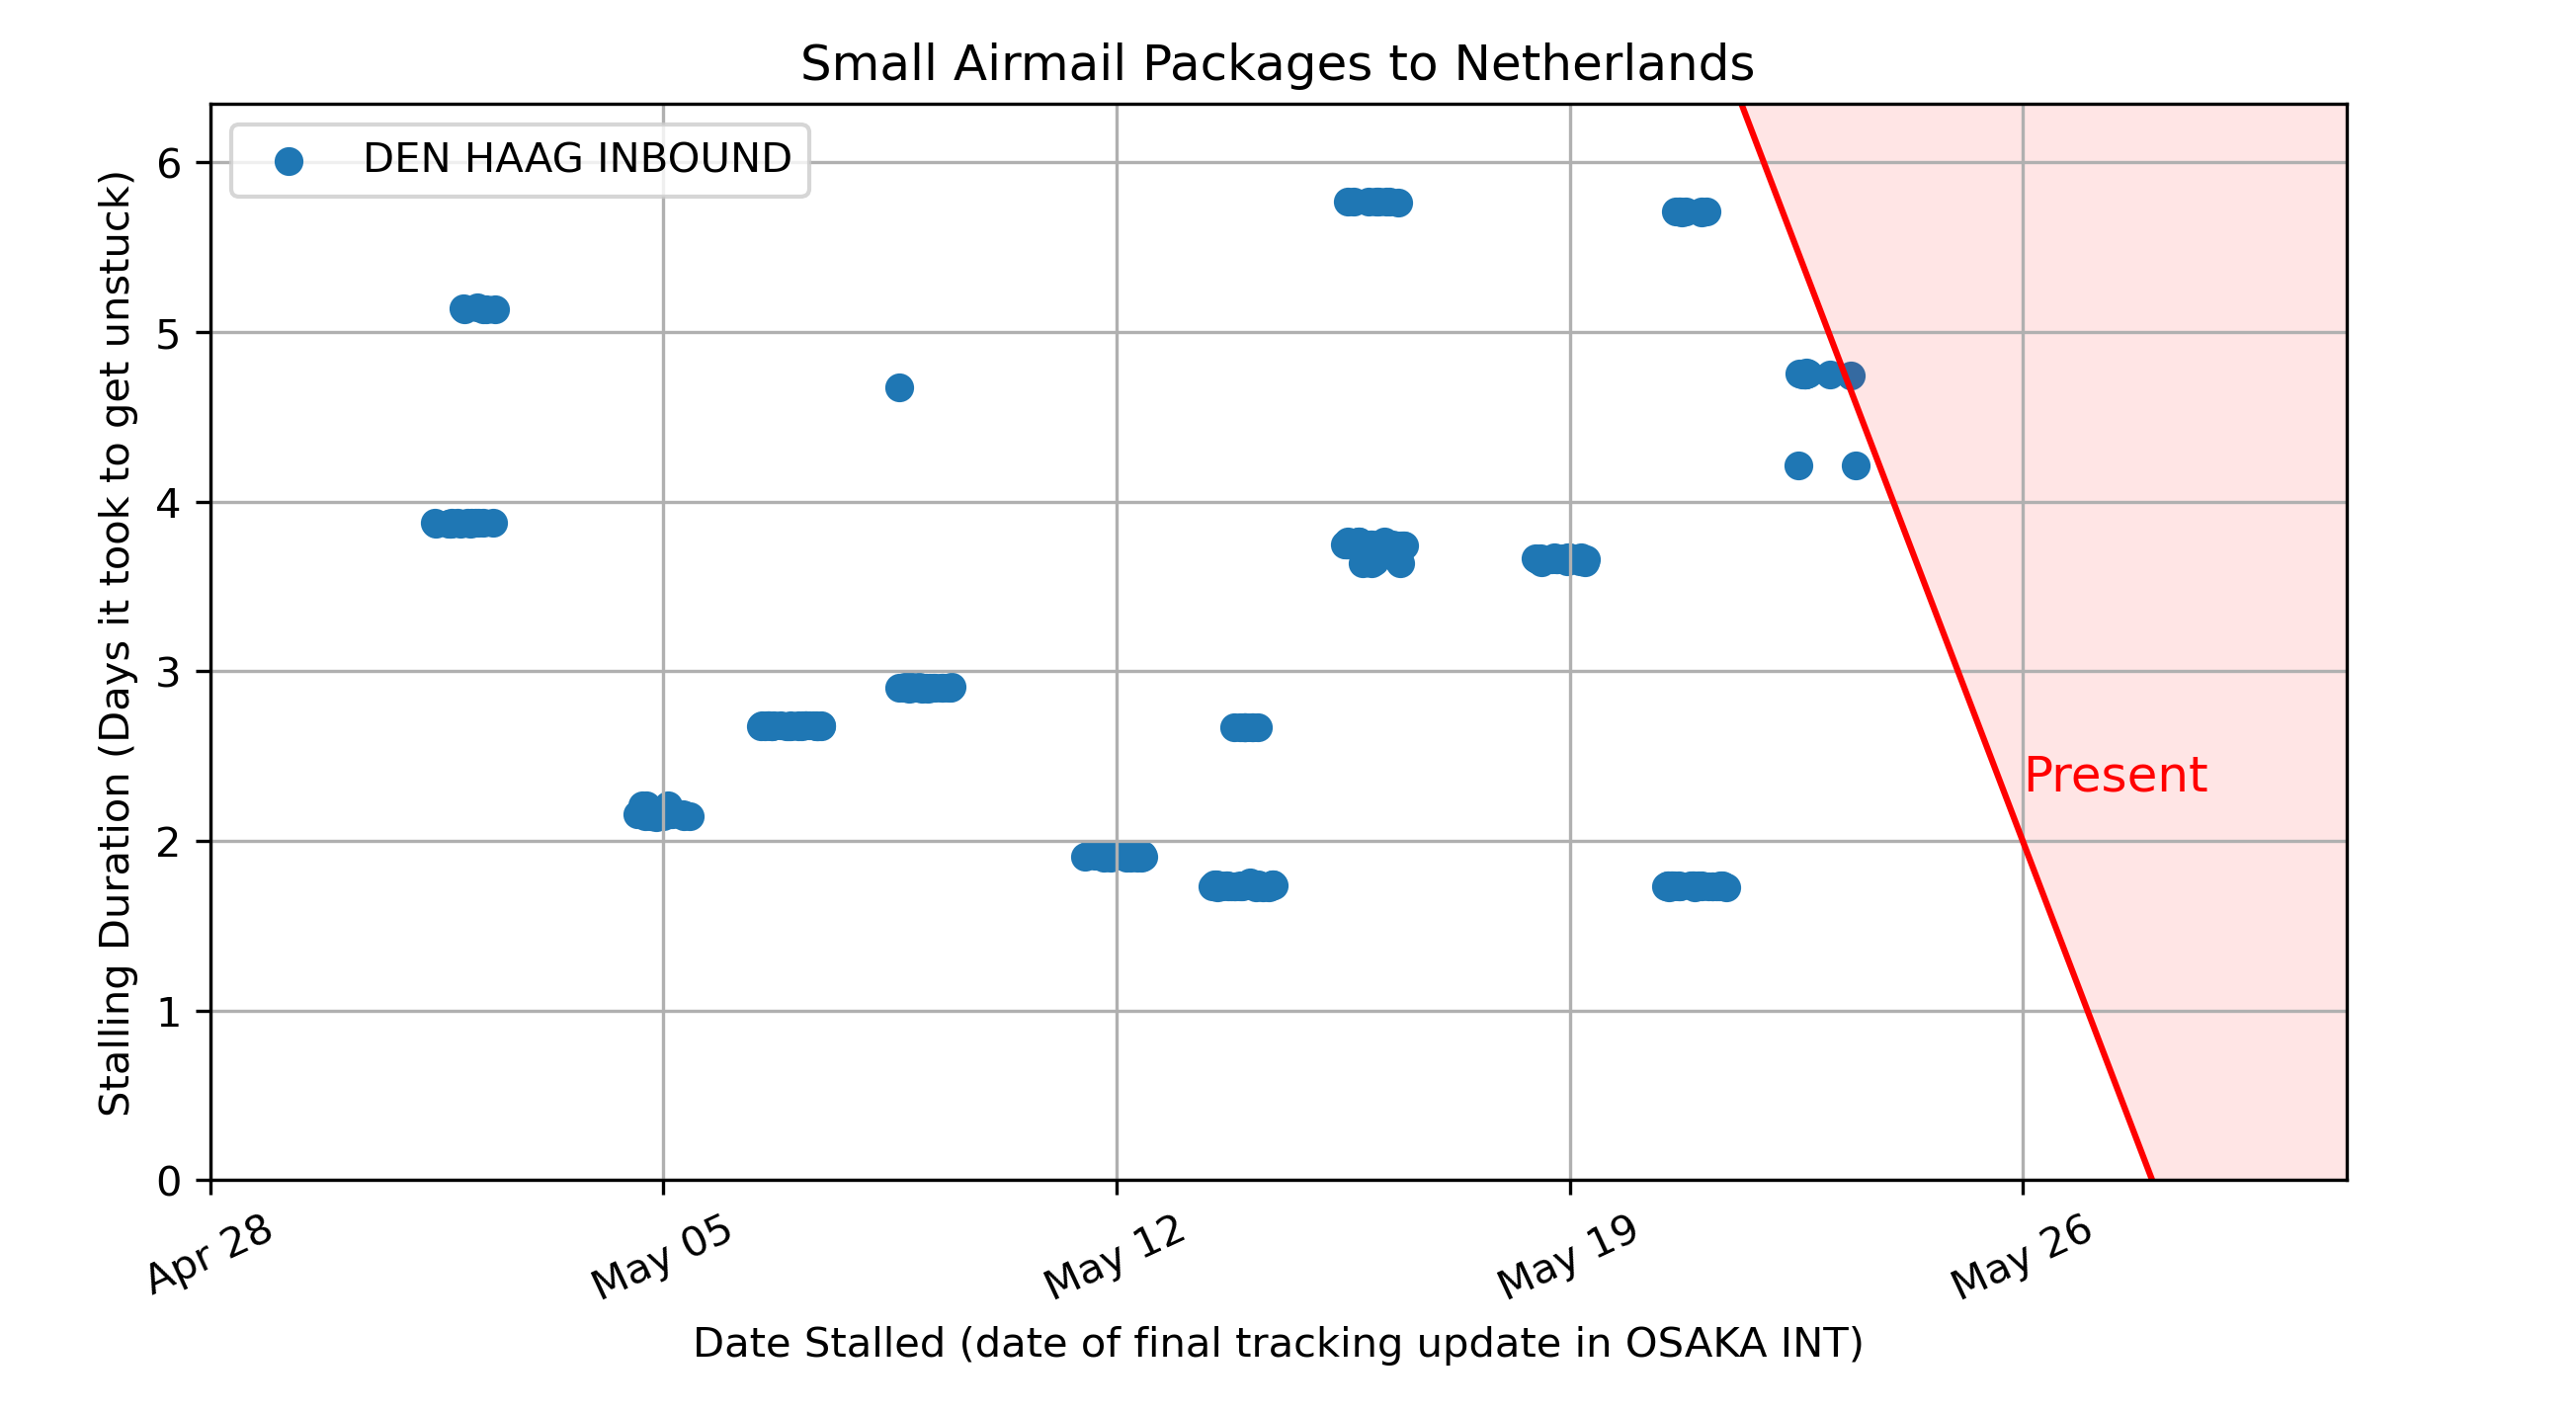 Small Airmail Packages to Netherlands
DEN HAAG INBOUND
Stalling Duration (Days it took to get unstuck)
6
5
4
3
2
1
0
Present
Apr 28
May 05
May 12
May 19
May 26
Date Stalled (date of final tracking update in OSAKA INT)